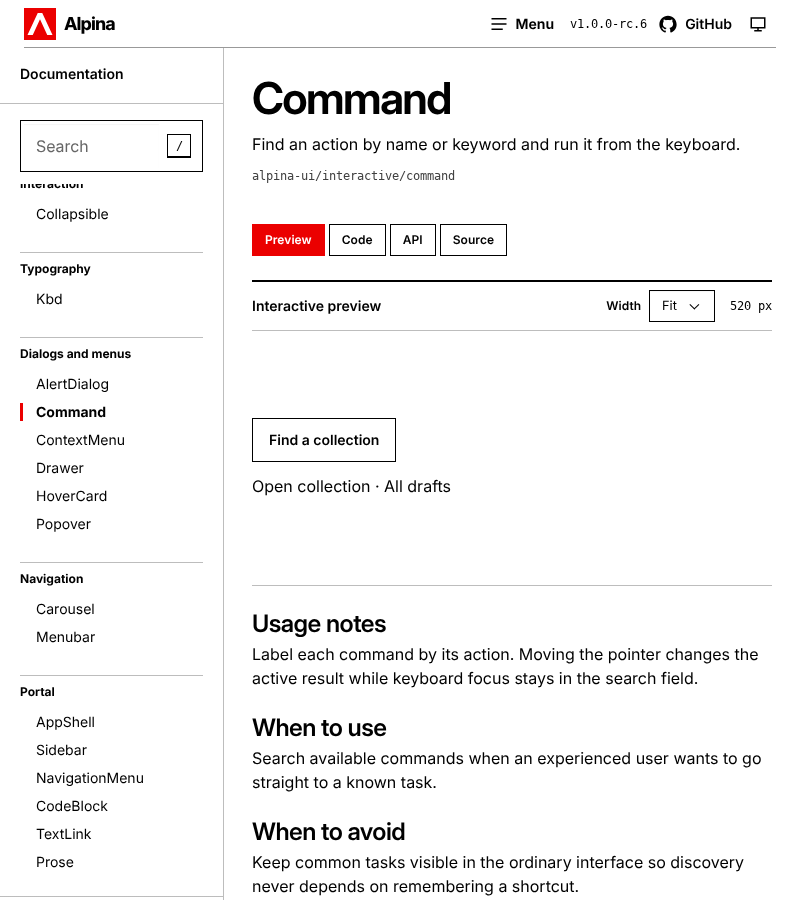 Alpina
Menu
v1.0.0-rc.6
GitHub
Documentation
Search
/
Interaction
Collapsible
Typography
Kbd
Dialogs and menus
AlertDialog
Command
ContextMenu
Drawer
HoverCard
Popover
Navigation
Carousel
Menubar
Portal
AppShell
Sidebar
NavigationMenu
CodeBlock
TextLink
Prose
Command
Find an action by name or keyword and run it from the keyboard.
alpina-ui/interactive/command
Preview
Code
API
Source
Interactive preview
Width
Fit
520 px
Find a collection
Open collection · All drafts
Usage notes
Label each command by its action. Moving the pointer changes the
active result while keyboard focus stays in the search field.
When to use
Search available commands when an experienced user wants to go
straight to a known task.
When to avoid
Keep common tasks visible in the ordinary interface so discovery
never depends on remembering a shortcut.